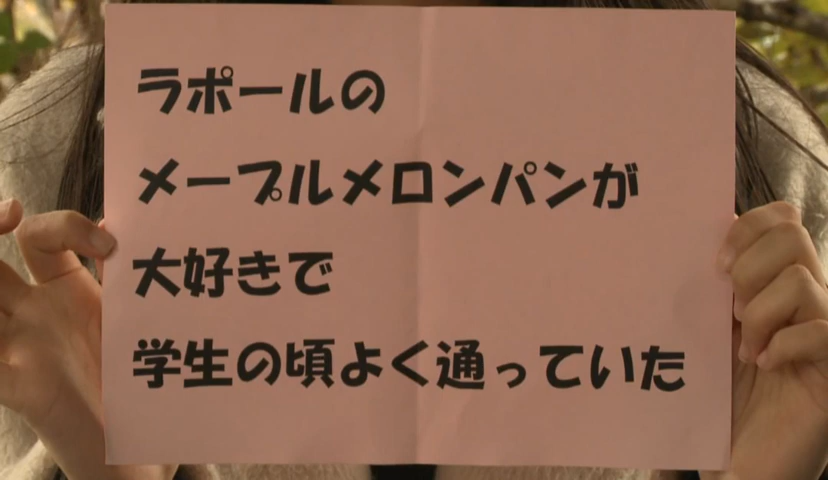 ラポールの
メープルメロンパンが
大好きで
学生の頃よく通っていた